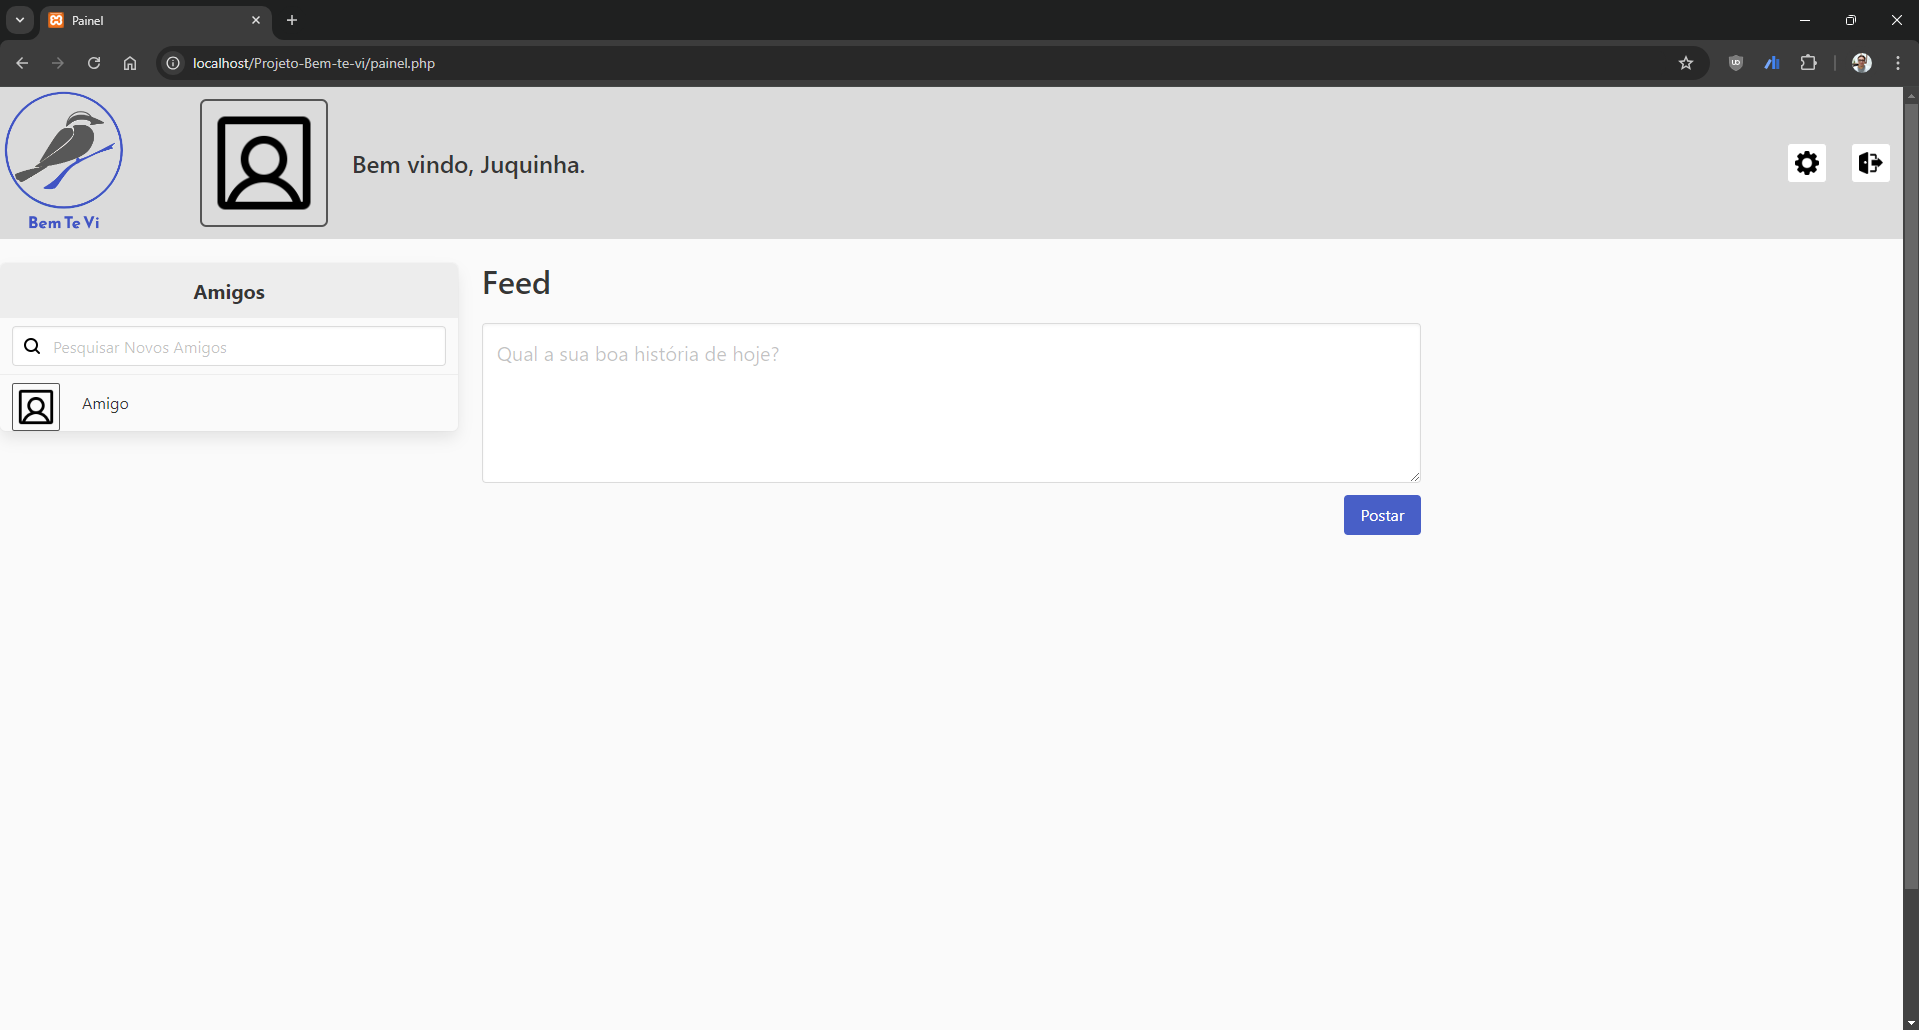 Painel
localhost/Projeto-Bem-te-vi/painel.php
Bem Te Vi
Bem vindo, Juquinha.
Amigos
Pesquisar Novos Amigos
Amigo
Feed
Qual a sua boa história de hoje?
Postar